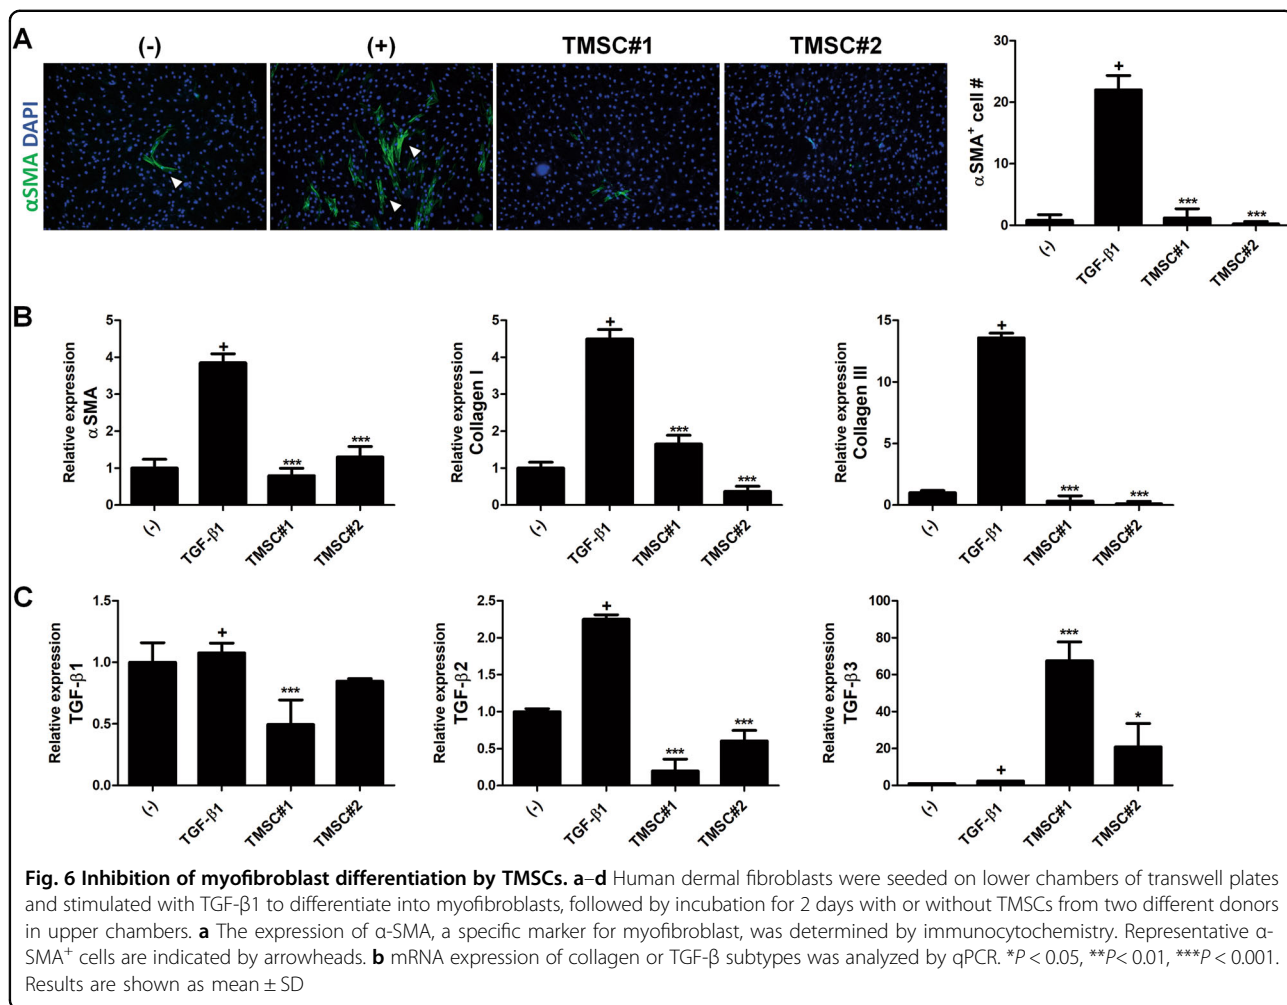 A
(-)
(+)
TMSC#1
TMSC#2
αSMA DAPI
αSMA⁺ cell #
30
20
10
0
(-)
TGF-β1
TMSC#1
TMSC#2
+
***
***
B
Relative expression
αSMA
5
4
3
2
1
0
(-)
TGF-β1
TMSC#1
TMSC#2
+
***
***
Relative expression
Collagen I
5
4
3
2
1
0
(-)
TGF-β1
TMSC#1
TMSC#2
+
***
***
Relative expression
Collagen III
15
10
5
0
(-)
TGF-β1
TMSC#1
TMSC#2
+
***
***
C
Relative expression
TGF-β1
1.5
1.0
0.5
0.0
(-)
TGF-β1
TMSC#1
TMSC#2
+
***
Relative expression
TGF-β2
2.5
2.0
1.5
1.0
0.5
0.0
(-)
TGF-β1
TMSC#1
TMSC#2
+
***
***
Relative expression
TGF-β3
100
80
60
40
20
0
(-)
TGF-β1
TMSC#1
TMSC#2
+
***
*
Fig. 6 Inhibition of myofibroblast differentiation by TMSCs. a–d Human dermal fibroblasts were seeded on lower chambers of transwell plates
and stimulated with TGF-β1 to differentiate into myofibroblasts, followed by incubation for 2 days with or without TMSCs from two different donors
in upper chambers. a The expression of α-SMA, a specific marker for myofibroblast, was determined by immunocytochemistry. Representative α-
SMA⁺ cells are indicated by arrowheads. b mRNA expression of collagen or TGF-β subtypes was analyzed by qPCR. *P < 0.05, **P< 0.01, ***P < 0.001.
Results are shown as mean ± SD